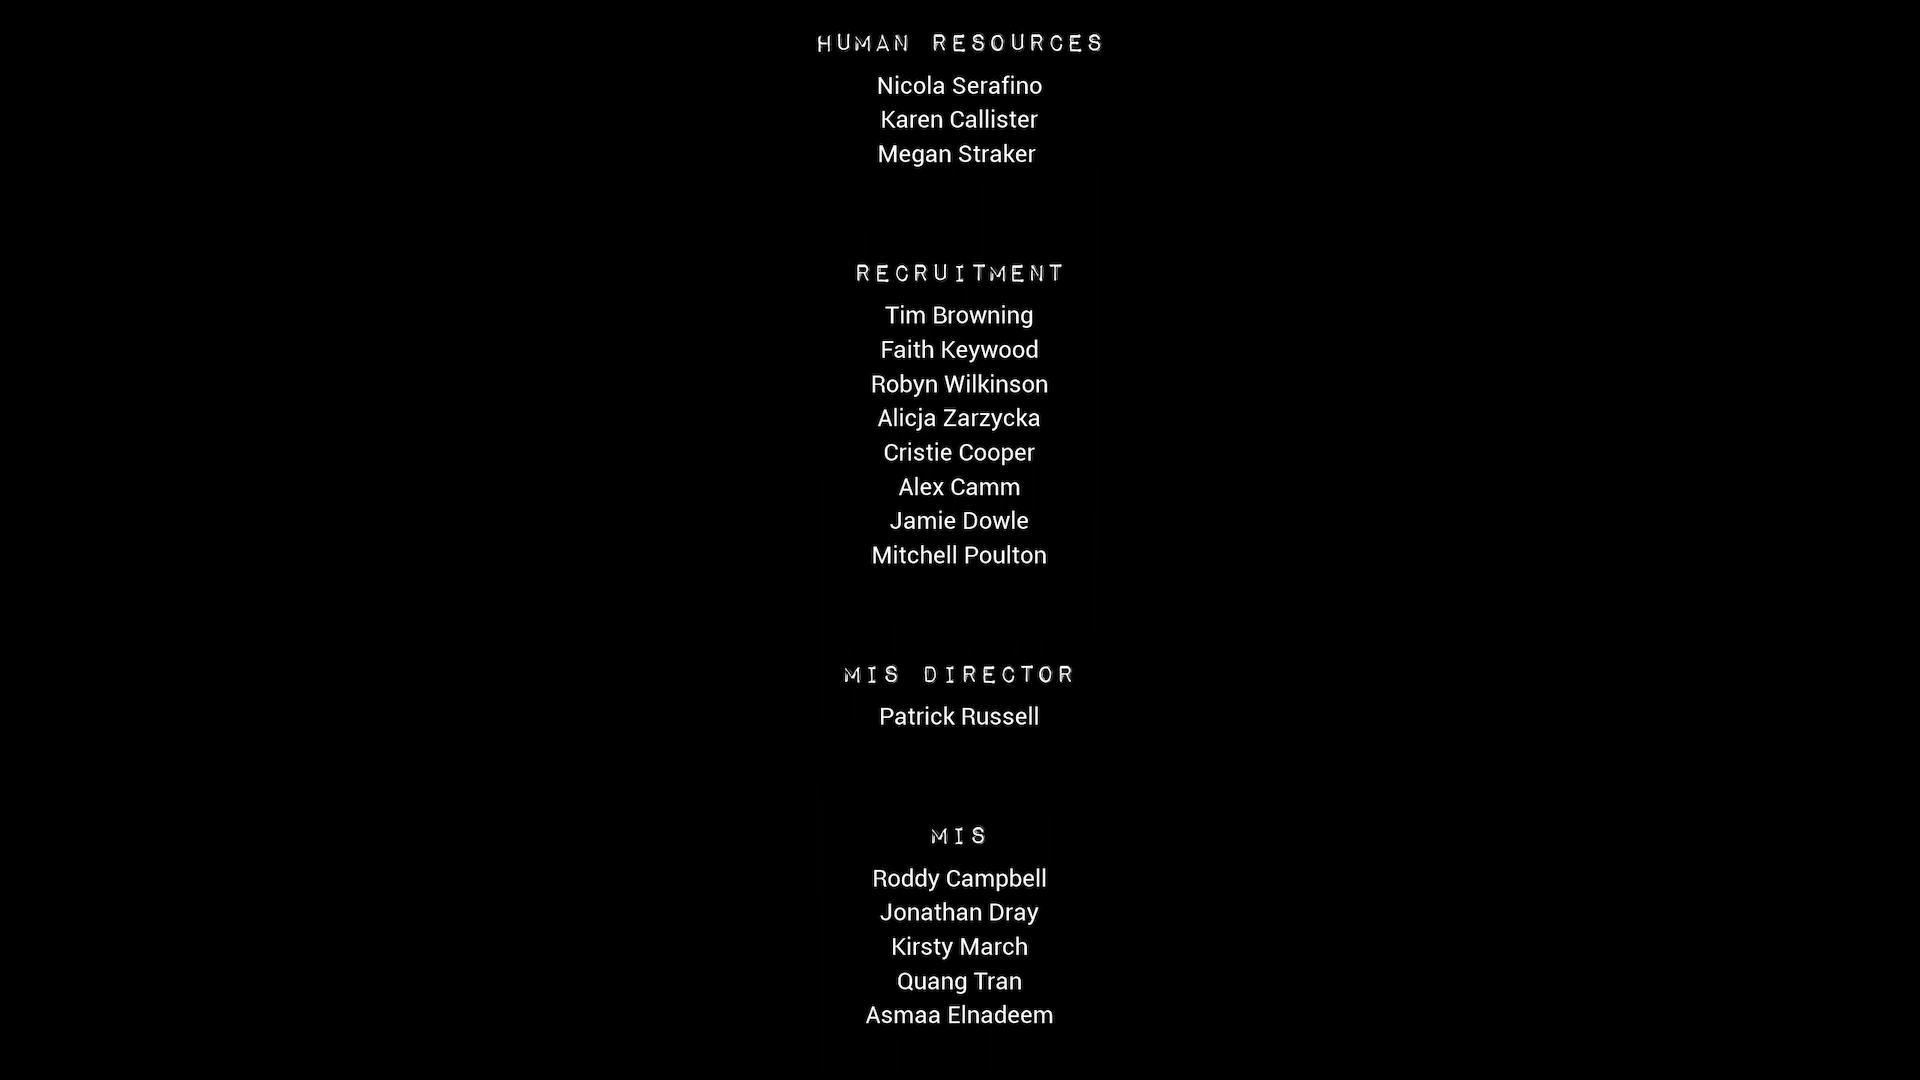 HUMAN RESOURCES
Nicola Serafino
Karen Callister
Megan Straker
RECRUITMENT
Tim Browning
Faith Keywood
Robyn Wilkinson
Alicja Zarzycka
Cristie Cooper
Alex Camm
Jamie Dowle
Mitchell Poulton
MIS DIRECTOR
Patrick Russell
MIS
Roddy Campbell
Jonathan Dray
Kirsty March
Quang Tran
Asmaa Elnadeem